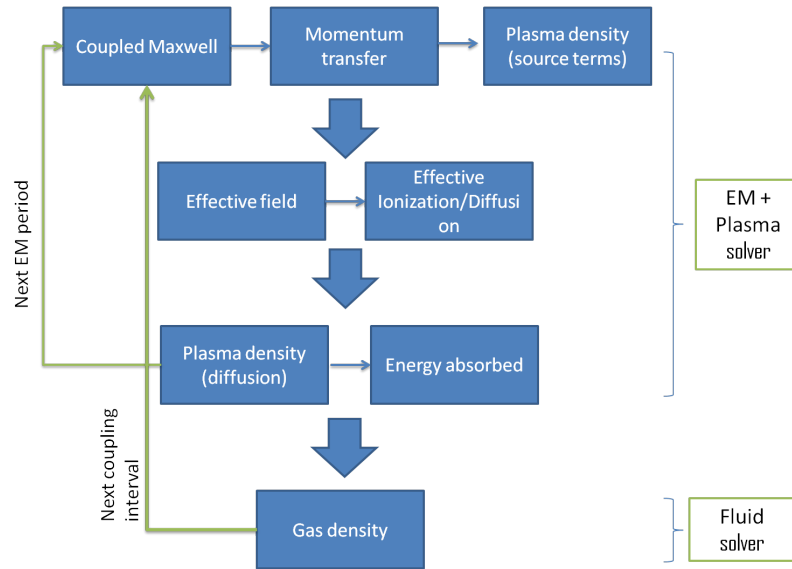 Coupled Maxwell
Momentum
transfer
Plasma density
(source terms)
Effective field
Effective
Ionization/Diffusi
on
EM +
Plasma
solver
Next EM period
Plasma density
(diffusion)
Energy absorbed
Next coupling
interval
Gas density
Fluid
solver